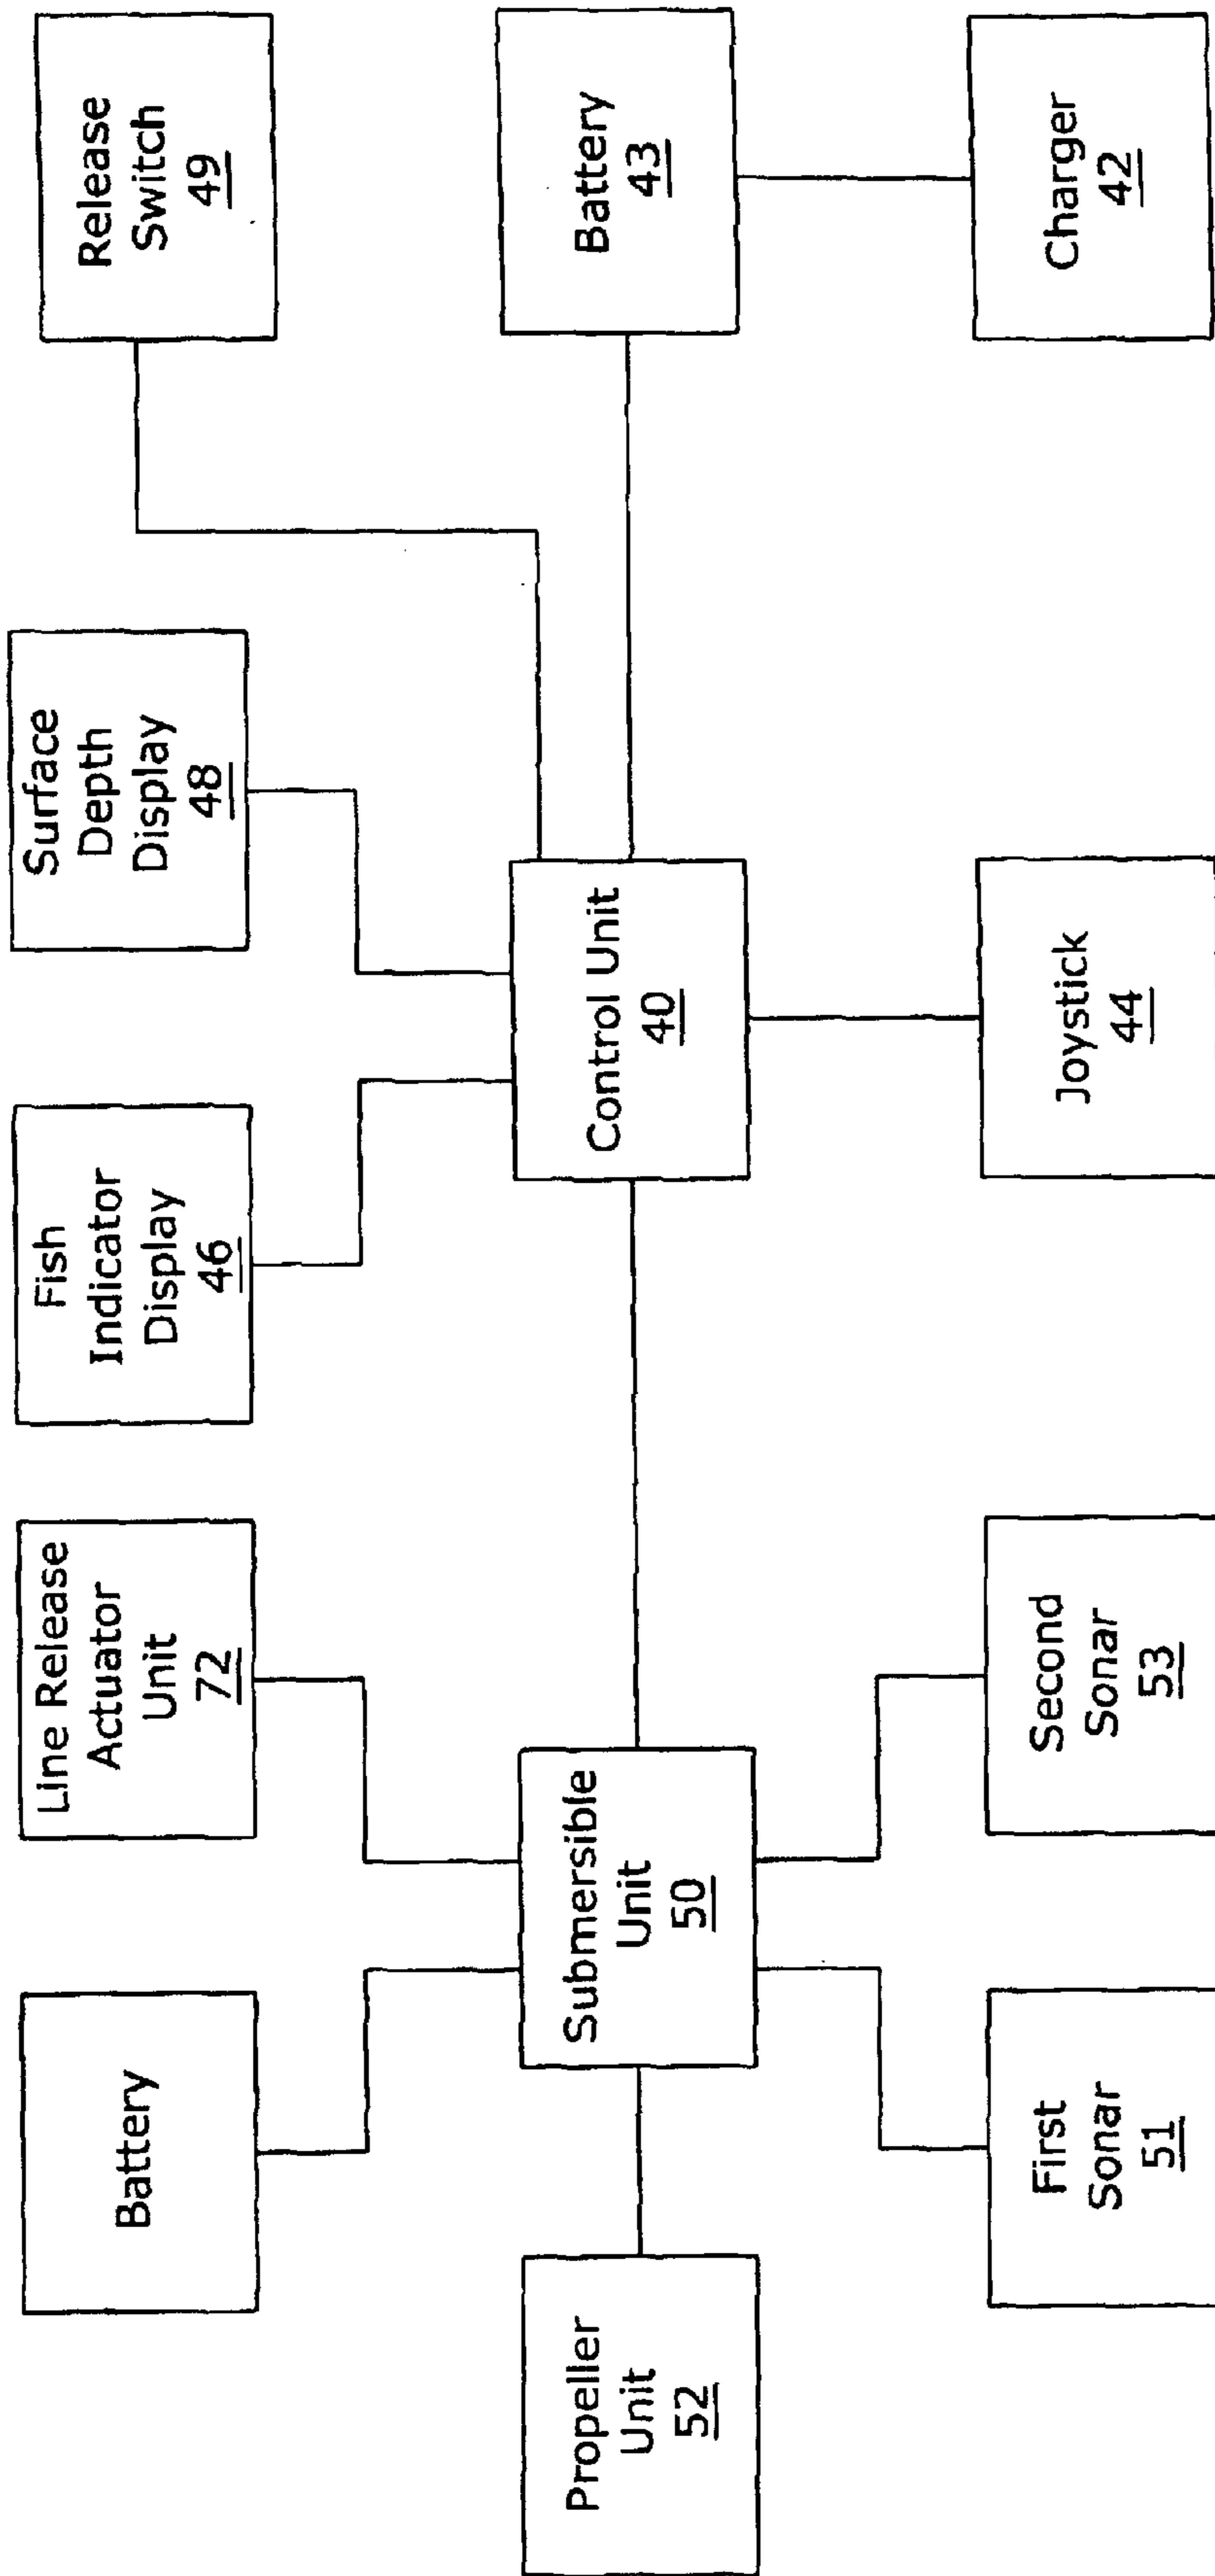 Battery
Line Release
Actuator
Unit
72
Fish
Indicator
Display
46
Surface
Depth
Display
48
Release
Switch
49
Propeller
Unit
52
Submersible
Unit
50
Control Unit
40
Battery
43
First
Sonar
51
Second
Sonar
53
Joystick
44
Charger
42